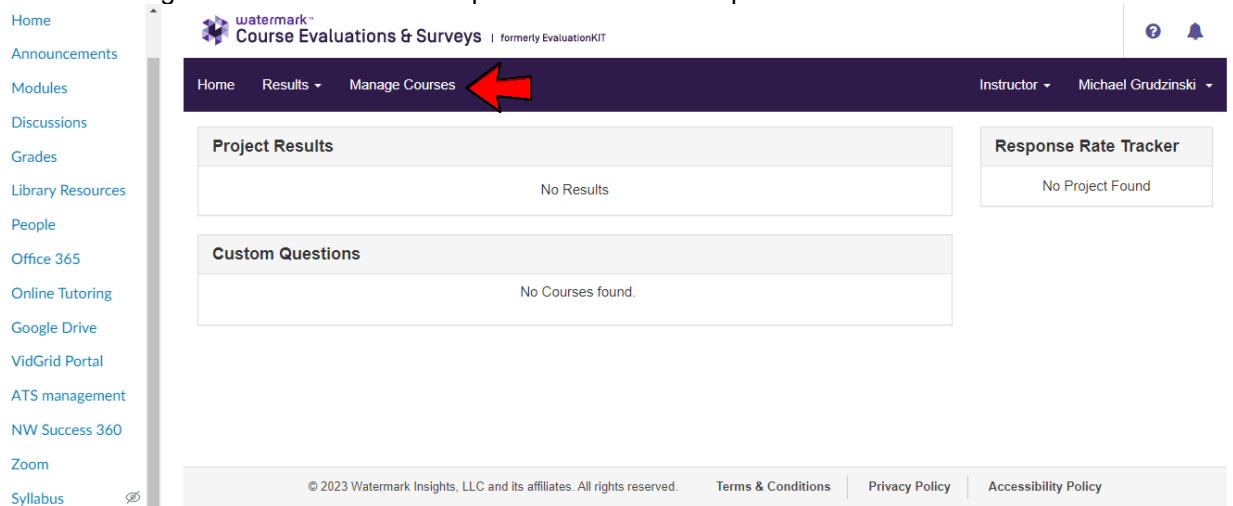 Home
Announcements
Modules
Discussions
Grades
Library Resources
People
Office 365
Online Tutoring
Google Drive
VidGrid Portal
ATS management
NW Success 360
Zoom
Syllabus
watermark™
Course Evaluations & Surveys | formerly EvaluationKIT
Home Results Manage Courses Instructor Michael Grudzinski
Project Results
No Results
Custom Questions
No Courses found.
Response Rate Tracker
No Project Found
© 2023 Watermark Insights, LLC and its affiliates. All rights reserved. Terms & Conditions Privacy Policy Accessibility Policy